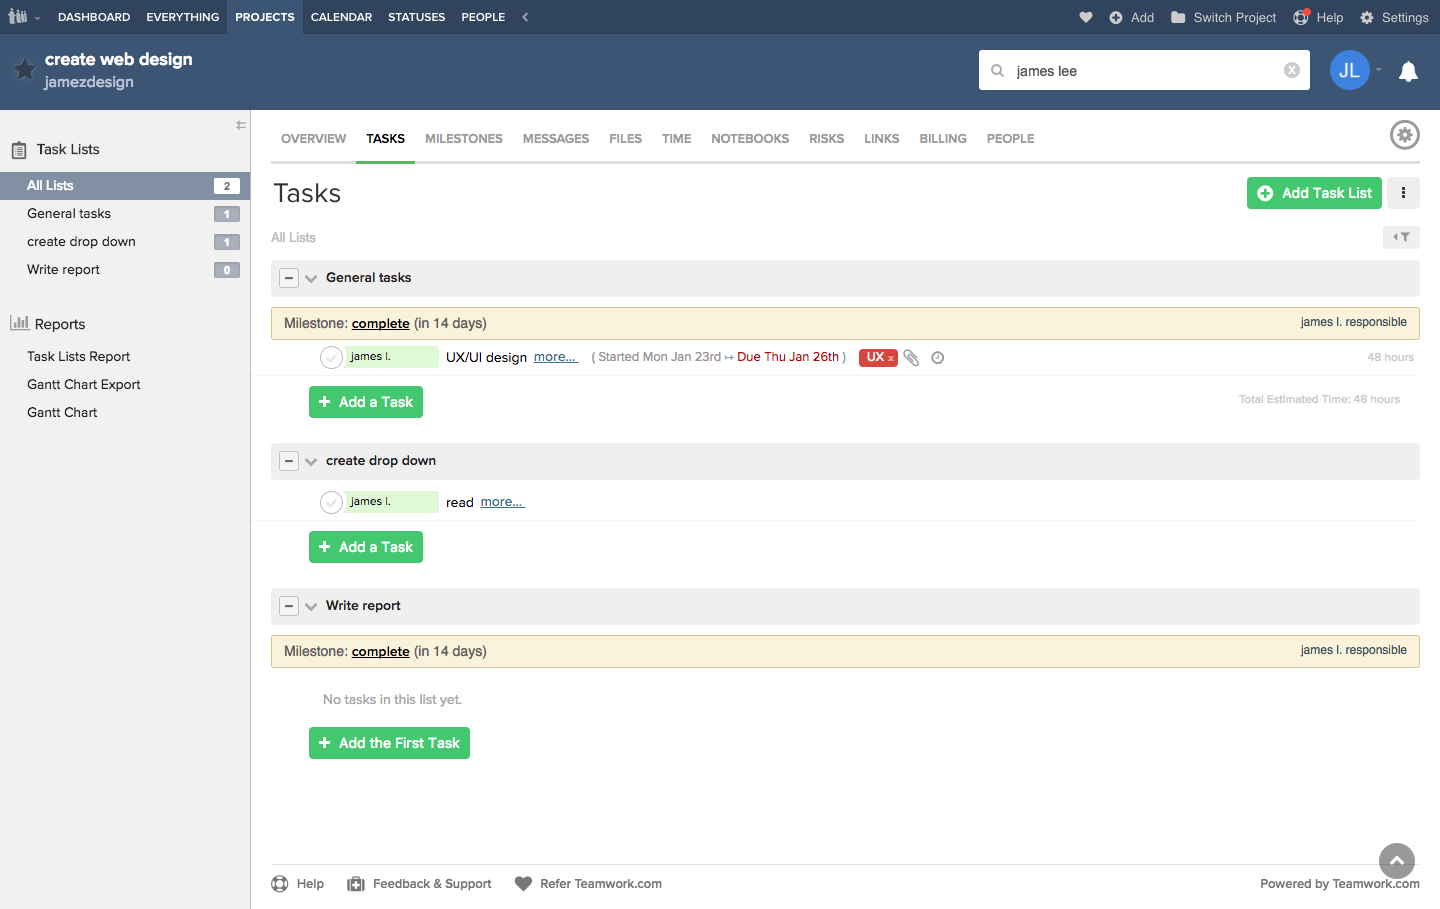 DASHBOARD EVERYTHING PROJECTS CALENDAR STATUSES PEOPLE Add Switch Project Help Settings
create web design
jamezdesign
james lee x JL
OVERVIEW TASKS MILESTONES MESSAGES FILES TIME NOTEBOOKS RISKS LINKS BILLING PEOPLE
Task Lists
All Lists 2
General tasks 1
create drop down 1
Write report 0
Reports
Task Lists Report
Gantt Chart Export
Gantt Chart
Tasks
Add Task List
All Lists
General tasks
Milestone: complete (in 14 days) james l. responsible
james l. UX/UI design more... ( Started Mon Jan 23rd ↦ Due Thu Jan 26th ) UX x 48 hours
+ Add a Task Total Estimated Time: 48 hours
create drop down
james l. read more...
+ Add a Task
Write report
Milestone: complete (in 14 days) james l. responsible
No tasks in this list yet.
+ Add the First Task
Help Feedback & Support Refer Teamwork.com Powered by Teamwork.com